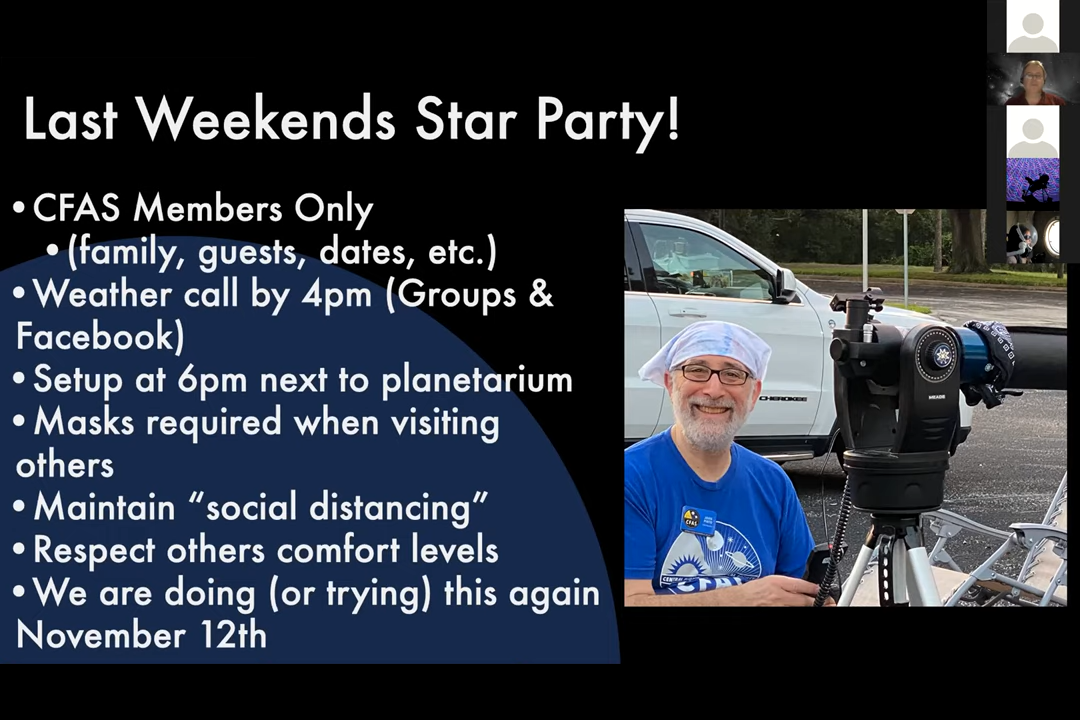 Last Weekends Star Party!
•CFAS Members Only
•(family, guests, dates, etc.)
•Weather call by 4pm (Groups &
Facebook)
•Setup at 6pm next to planetarium
•Masks required when visiting
others
•Maintain “social distancing”
•Respect others comfort levels
•We are doing (or trying) this again
November 12th
CHEROKEE
MEADE
CFAS